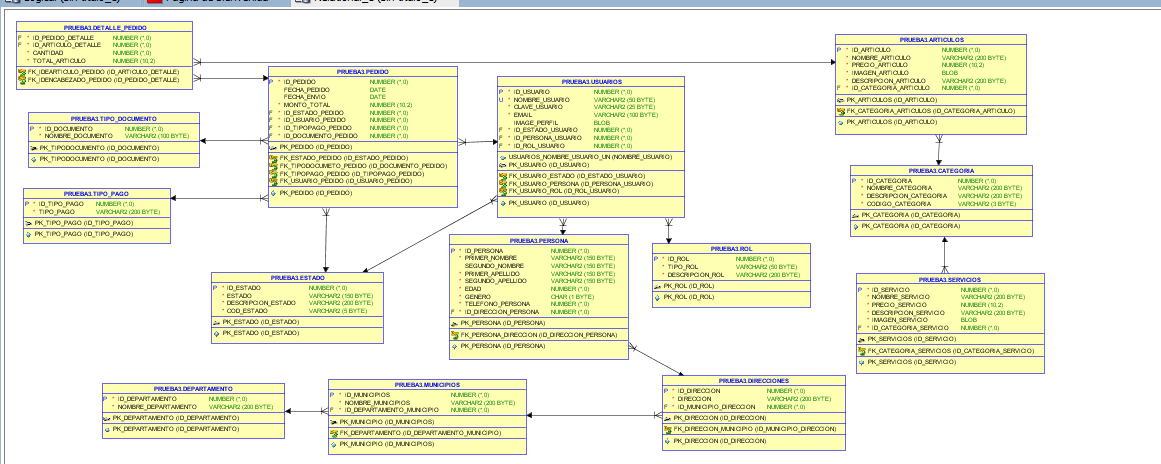 PRUEBA3.DETALLE_PEDIDO
F * ID_PEDIDO_DETALLE NUMBER (*,0)
F * ID_ARTICULO_DETALLE NUMBER (*,0)
* CANTIDAD NUMBER (*,0)
* TOTAL_ARTICULO NUMBER (10,2)
FK_IDEARTICULO_PEDIDO (ID_ARTICULO_DETALLE)
FK_IDENCABEZADO_PEDIDO (ID_PEDIDO_DETALLE)
PRUEBA3.TIPO_DOCUMENTO
P * ID_DOCUMENTO NUMBER (*,0)
* NOMBRE_DOCUMENTO VARCHAR2 (100 BYTE)
PK_TIPODOCUMENTO (ID_DOCUMENTO)
PK_TIPODOCUMENTO (ID_DOCUMENTO)
PRUEBA3.TIPO_PAGO
P * ID_TIPO_PAGO NUMBER (*,0)
* TIPO_PAGO VARCHAR2 (200 BYTE)
PK_TIPO_PAGO (ID_TIPO_PAGO)
PK_TIPO_PAGO (ID_TIPO_PAGO)
PRUEBA3.PEDIDO
P * ID_PEDIDO NUMBER (*,0)
FECHA_PEDIDO DATE
FECHA_ENVIO DATE
* MONTO_TOTAL NUMBER (10,2)
F * ID_ESTADO_PEDIDO NUMBER (*,0)
F * ID_USUARIO_PEDIDO NUMBER (*,0)
F * ID_TIPOPAGO_PEDIDO NUMBER (*,0)
F * ID_DOCUMENTO_PEDIDO NUMBER (*,0)
PK_PEDIDO (ID_PEDIDO)
FK_ESTADO_PEDIDO (ID_ESTADO_PEDIDO)
FK_TIPODOCUMETO_PEDIDO (ID_DOCUMENTO_PEDIDO)
FK_TIPOPAGO_PEDIDO (ID_TIPOPAGO_PEDIDO)
FK_USUARIO_PEDIDO (ID_USUARIO_PEDIDO)
PK_PEDIDO (ID_PEDIDO)
PRUEBA3.USUARIOS
P * ID_USUARIO NUMBER (*,0)
U * NOMBRE_USUARIO VARCHAR2 (50 BYTE)
* CLAVE_USUARIO VARCHAR2 (25 BYTE)
* EMAIL VARCHAR2 (100 BYTE)
IMAGE_PERFIL BLOB
F * ID_ESTADO_USUARIO NUMBER (*,0)
F * ID_PERSONA_USUARIO NUMBER (*,0)
F * ID_ROL_USUARIO NUMBER (*,0)
USUARIOS_NOMBRE_USUARIO_UN (NOMBRE_USUARIO)
PK_USUARIO (ID_USUARIO)
FK_USUARIO_ESTADO (ID_ESTADO_USUARIO)
FK_USUARIO_PERSONA (ID_PERSONA_USUARIO)
FK_USUARIO_ROL (ID_ROL_USUARIO)
PK_USUARIO (ID_USUARIO)
PRUEBA3.ARTICULOS
P * ID_ARTICULO NUMBER (*,0)
* NOMBRE_ARTICULO VARCHAR2 (200 BYTE)
* PRECIO_ARTICULO NUMBER (10,2)
* IMAGEN_ARTICULO BLOB
* DESCRIPCION_ARTICULO VARCHAR2 (200 BYTE)
F * ID_CATEGORIA_ARTICULO NUMBER (*,0)
PK_ARTICULOS (ID_ARTICULO)
FK_CATEGORIA_ARTICULOS (ID_CATEGORIA_ARTICULO)
PK_ARTICULOS (ID_ARTICULO)
PRUEBA3.CATEGORIA
P * ID_CATEGORIA NUMBER (*,0)
* NOMBRE_CATEGORIA VARCHAR2 (200 BYTE)
* DESCRIPCION_CATEGORIA VARCHAR2 (200 BYTE)
* CODIGO_CATEGORIA VARCHAR2 (3 BYTE)
PK_CATEGORIA (ID_CATEGORIA)
PK_CATEGORIA (ID_CATEGORIA)
PRUEBA3.ESTADO
P * ID_ESTADO NUMBER (*,0)
* ESTADO VARCHAR2 (150 BYTE)
* DESCRIPCION_ESTADO VARCHAR2 (200 BYTE)
* COD_ESTADO VARCHAR2 (5 BYTE)
PK_ESTADO (ID_ESTADO)
PK_ESTADO (ID_ESTADO)
PRUEBA3.PERSONA
P * ID_PERSONA NUMBER (*,0)
* PRIMER_NOMBRE VARCHAR2 (150 BYTE)
SEGUNDO_NOMBRE VARCHAR2 (150 BYTE)
* PRIMER_APELLIDO VARCHAR2 (150 BYTE)
* SEGUNDO_APELLIDO VARCHAR2 (150 BYTE)
* EDAD NUMBER (*,0)
* GENERO CHAR (1 BYTE)
* TELEFONO_PERSONA NUMBER (*,0)
F * ID_DIRECCION_PERSONA NUMBER (*,0)
PK_PERSONA (ID_PERSONA)
FK_PERSONA_DIRECCION (ID_DIRECCION_PERSONA)
PK_PERSONA (ID_PERSONA)
PRUEBA3.ROL
P * ID_ROL NUMBER (*,0)
* TIPO_ROL VARCHAR2 (50 BYTE)
* DESCRIPCION_ROL VARCHAR2 (200 BYTE)
PK_ROL (ID_ROL)
PK_ROL (ID_ROL)
PRUEBA3.SERVICIOS
P * ID_SERVICIO NUMBER (*,0)
* NOMBRE_SERVICIO VARCHAR2 (200 BYTE)
* PRECIO_SERVICIO NUMBER (10,2)
* DESCRIPCION_SERVICIO VARCHAR2 (200 BYTE)
* IMAGEN_SERVICIO BLOB
F * ID_CATEGORIA_SERVICIO NUMBER (*,0)
PK_SERVICIOS (ID_SERVICIO)
FK_CATEGORIA_SERVICIOS (ID_CATEGORIA_SERVICIO)
PK_SERVICIOS (ID_SERVICIO)
PRUEBA3.DEPARTAMENTO
P * ID_DEPARTAMENTO NUMBER (*,0)
* NOMBRE_DEPARTAMENTO VARCHAR2 (200 BYTE)
PK_DEPARTAMENTO (ID_DEPARTAMENTO)
PK_DEPARTAMENTO (ID_DEPARTAMENTO)
PRUEBA3.MUNICIPIOS
P * ID_MUNICIPIOS NUMBER (*,0)
* NOMBRE_MUNICIPIOS VARCHAR2 (200 BYTE)
F * ID_DEPARTAMENTO_MUNICIPIO NUMBER (*,0)
PK_MUNICIPIO (ID_MUNICIPIOS)
FK_DEPARTAMENTO (ID_DEPARTAMENTO_MUNICIPIO)
PK_MUNICIPIO (ID_MUNICIPIOS)
PRUEBA3.DIRECCIONES
P * ID_DIRECCION NUMBER (*,0)
* DIRECCION VARCHAR2 (200 BYTE)
F * ID_MUNICIPIO_DIRECCION NUMBER (*,0)
PK_DIRECCION (ID_DIRECCION)
FK_DIRECCION_MUNICIPIO (ID_MUNICIPIO_DIRECCION)
PK_DIRECCION (ID_DIRECCION)